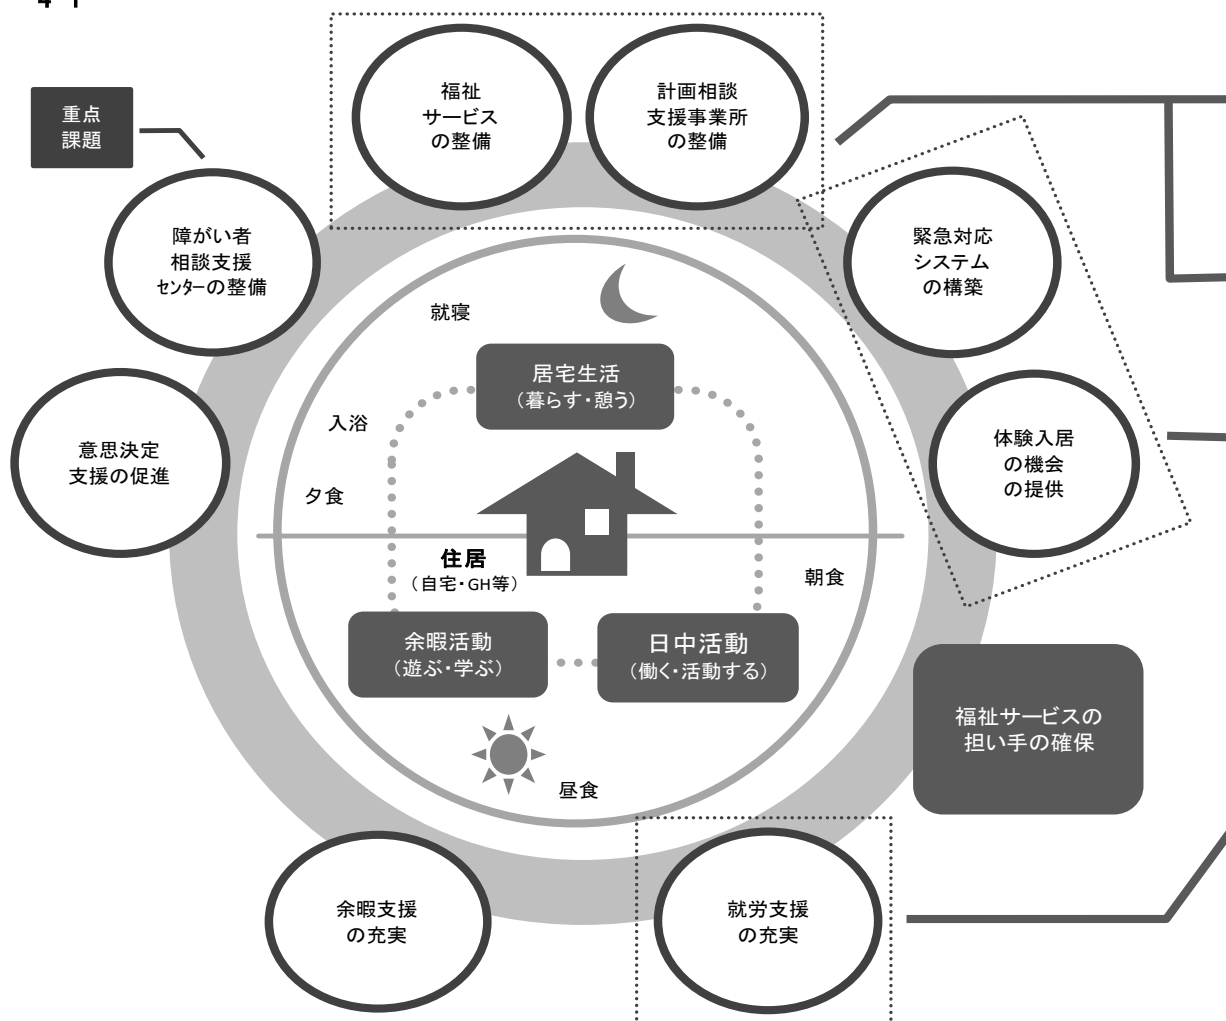 重点
課題
福祉
サービス
の整備
計画相談
支援事業所
の整備
障がい者
相談支援
センターの整備
緊急対応
システム
の構築
就寝
居宅生活
（暮らす・憩う）
入浴
意思決定
支援の促進
体験入居
の機会
の提供
夕食
住居
（自宅・GH等）
朝食
余暇活動
（遊ぶ・学ぶ）
日中活動
（働く・活動する）
福祉サービスの
担い手の確保
昼食
余暇支援
の充実
就労支援
の充実